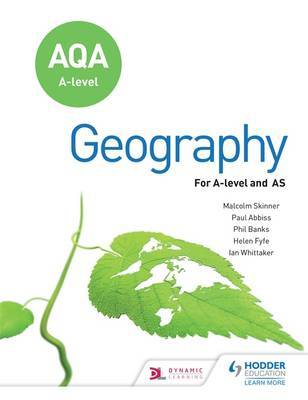 AQA
A-level
Geography
For A-level and AS
Malcolm Skinner
Paul Abbiss
Phil Banks
Helen Fyfe
Ian Whittaker
DYNAMIC
LEARNING
HODDER
EDUCATION
LEARN MORE